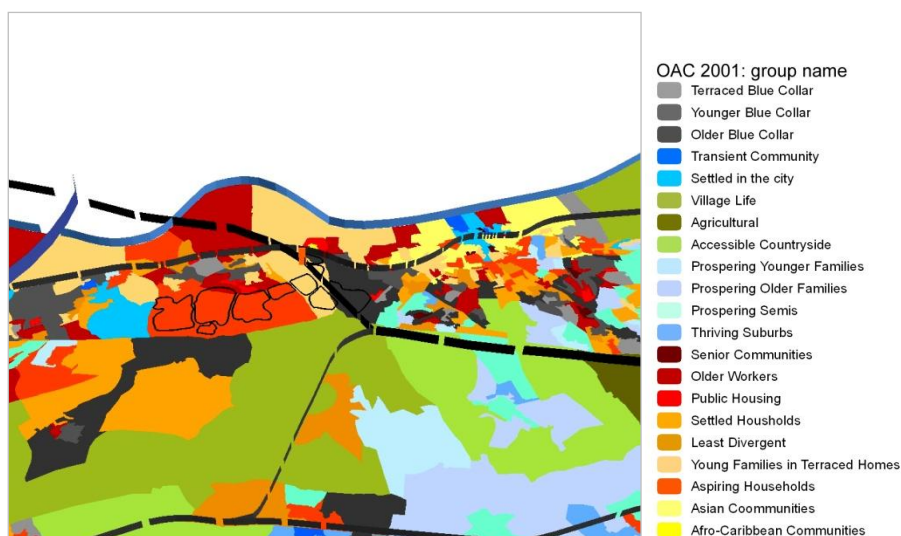 OAC 2001: group name
Terraced Blue Collar
Younger Blue Collar
Older Blue Collar
Transient Community
Settled in the city
Village Life
Agricultural
Accessible Countryside
Prospering Younger Families
Prospering Older Families
Prospering Semis
Thriving Suburbs
Senior Communities
Older Workers
Public Housing
Settled Housholds
Least Divergent
Young Families in Terraced Homes
Aspiring Households
Asian Coommunities
Afro-Caribbean Communities